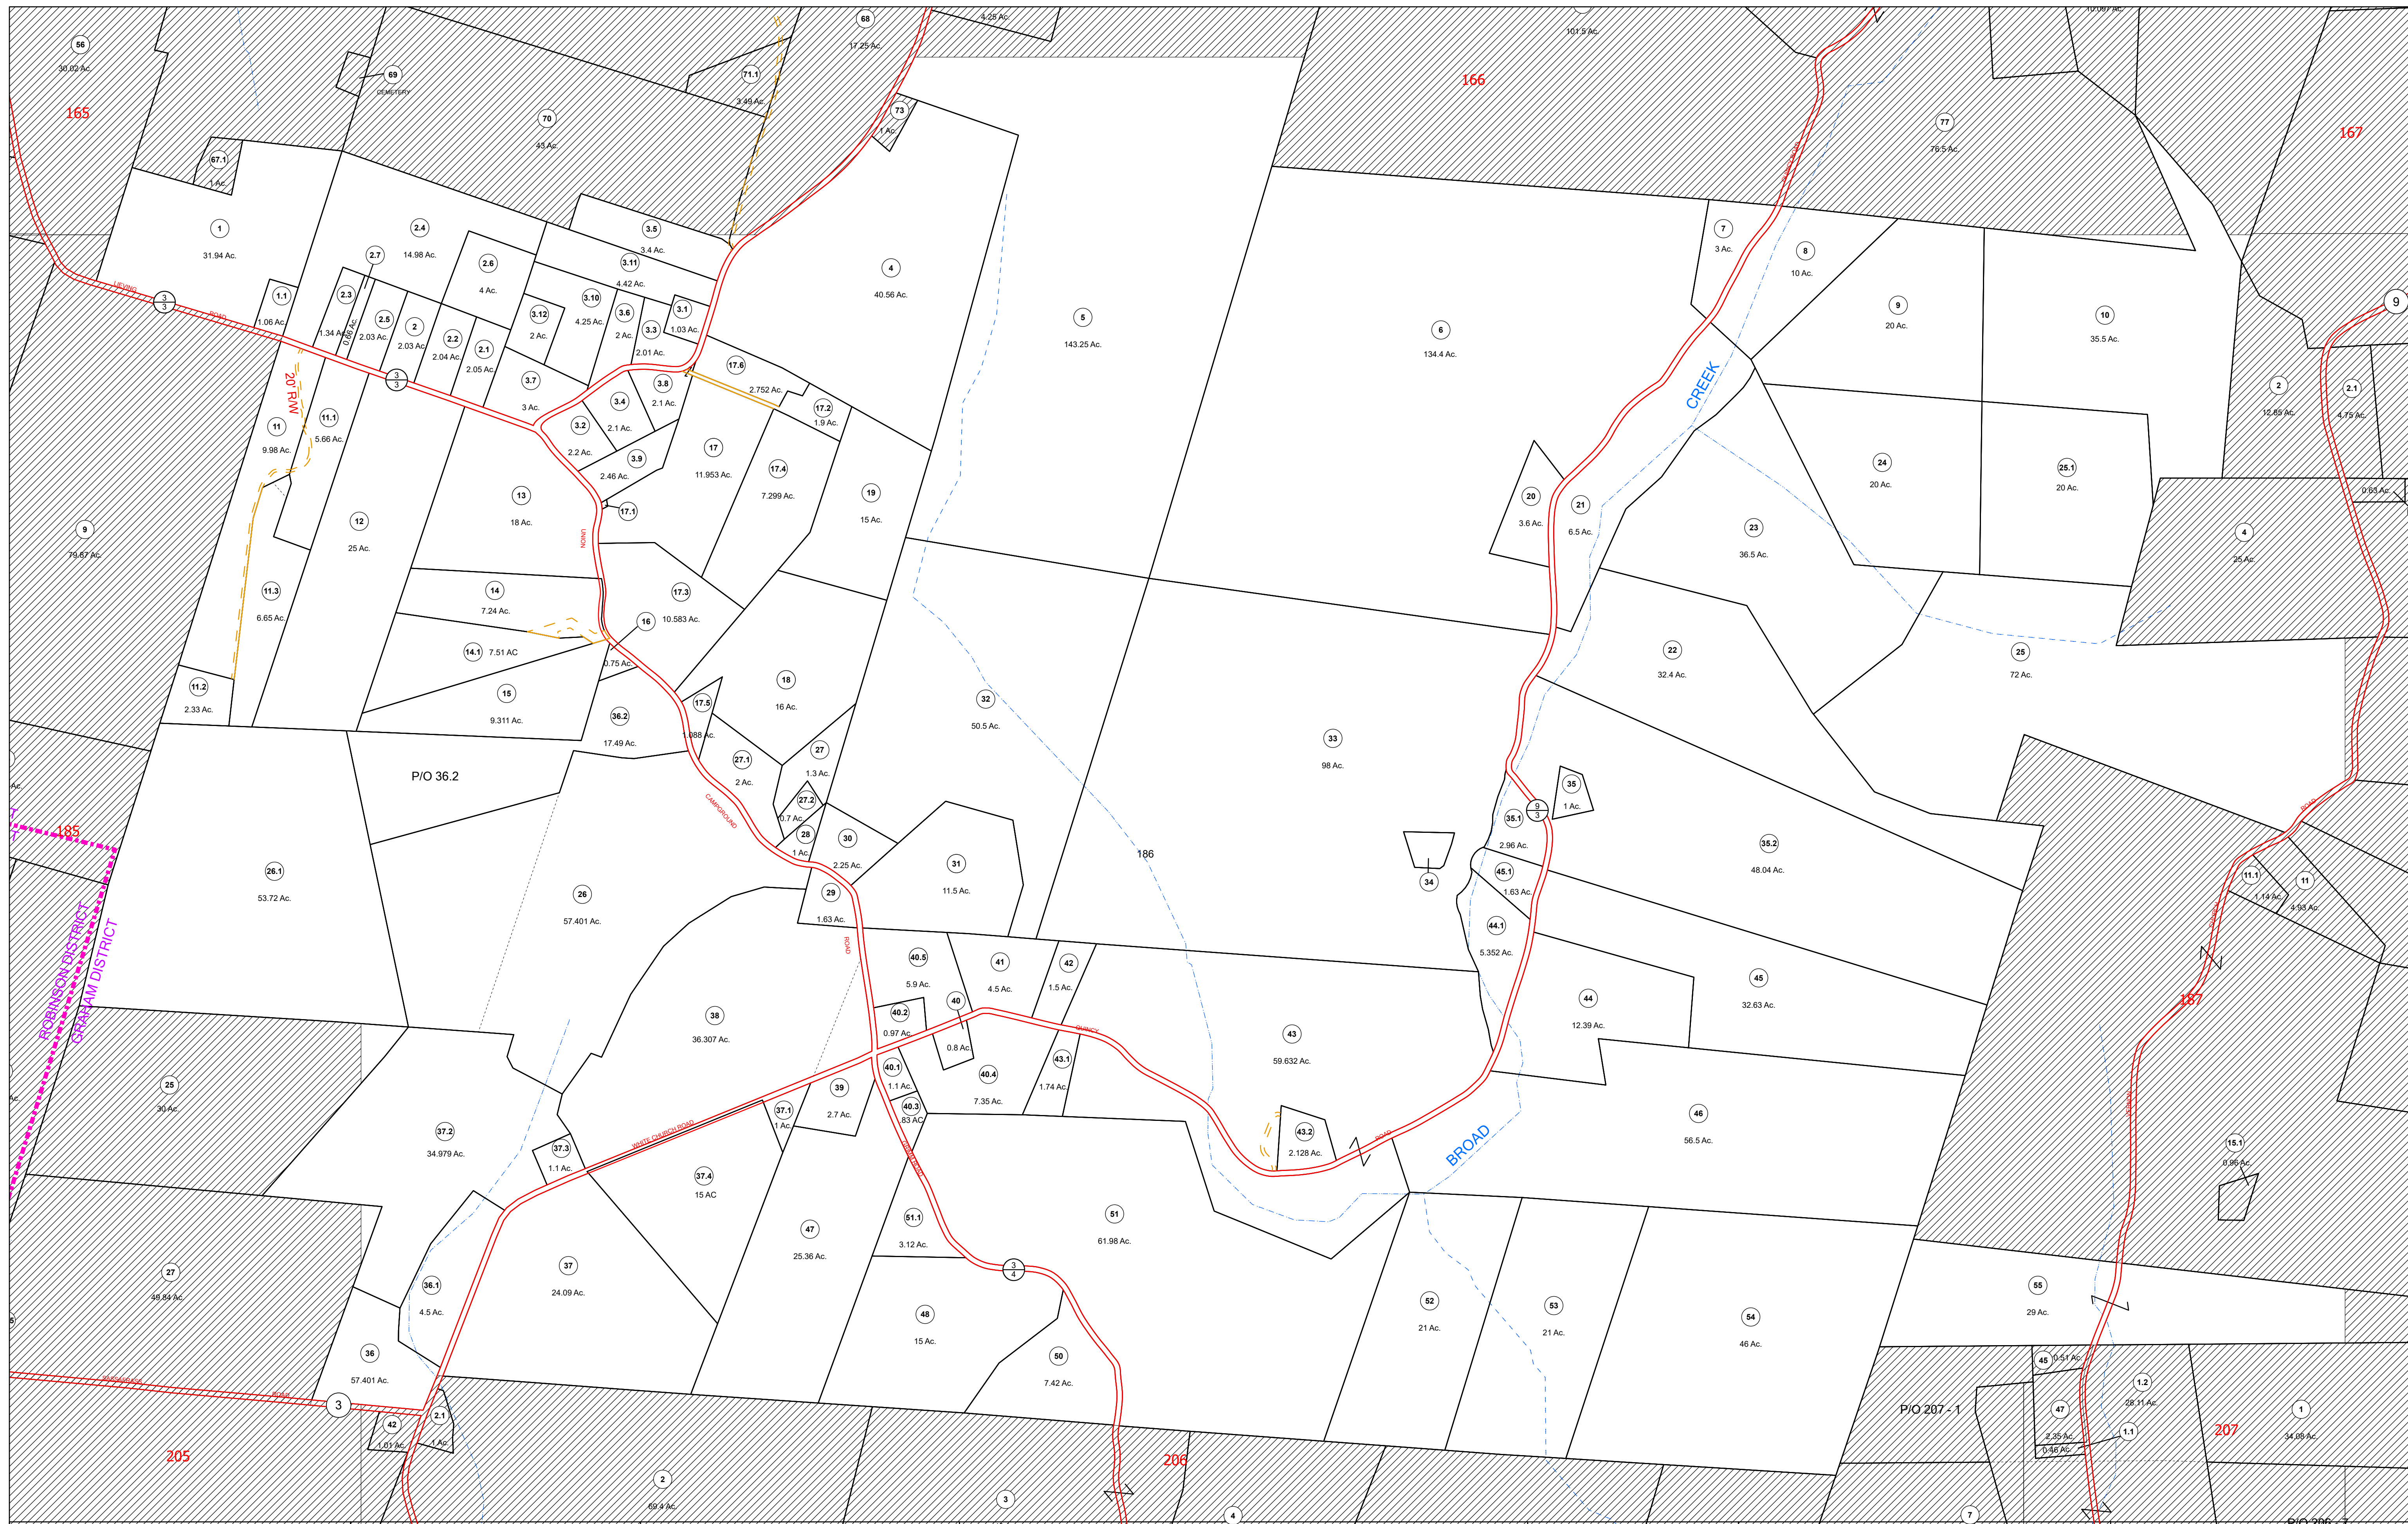 56
30.02 Ac.
165
69
CEMETERY
70
43 Ac.
71.1
3.49 Ac.
68
17.25 Ac.
4.25 Ac.
73
1 Ac.
101.5 Ac.
166
77
76.5 Ac.
10.097 Ac.
167
67.1
1 Ac.
1
31.94 Ac.
1.1
1.06 Ac.
LIEVING
3
3
ROAD
2.4
14.98 Ac.
2.7
2.3
1.34 Ac.
2.5
2.03 Ac.
2
2.03 Ac.
2.2
2.04 Ac.
2.1
2.05 Ac.
2.6
4 Ac.
3
3
3.5
3.4 Ac.
3.11
4.42 Ac.
3.12
2 Ac.
3.10
4.25 Ac.
3.6
2 Ac.
3.3
2.01 Ac.
3.1
1.03 Ac.
3.7
3 Ac.
3.2
2.2 Ac.
3.4
2.1 Ac.
3.8
2.1 Ac.
3.9
2.46 Ac.
4
40.56 Ac.
5
143.25 Ac.
6
134.4 Ac.
7
3 Ac.
8
10 Ac.
9
20 Ac.
10
35.5 Ac.
9
2
12.85 Ac.
2.1
4.75 Ac.
0.63 Ac.
4
25 Ac.
20' R/W
11
9.98 Ac.
11.1
5.66 Ac.
12
25 Ac.
11.3
6.65 Ac.
11.2
2.33 Ac.
9
79.87 Ac.
13
18 Ac.
UNION
17.1
17
11.953 Ac.
17.6
2.752 Ac.
17.2
1.9 Ac.
17.4
7.299 Ac.
19
15 Ac.
14
7.24 Ac.
14.1
7.51 AC
15
9.311 Ac.
16
0.75 Ac.
17.3
10.583 Ac.
17.5
1.088 Ac.
18
16 Ac.
CREEK
20
3.6 Ac.
21
6.5 Ac.
24
20 Ac.
25.1
20 Ac.
23
36.5 Ac.
22
32.4 Ac.
25
72 Ac.
32
50.5 Ac.
33
98 Ac.
36.2
17.49 Ac.
P/O 36.2
27.1
2 Ac.
27
1.3 Ac.
27.2
0.7 Ac.
28
1 Ac.
CAMPGROUND
30
2.25 Ac.
31
11.5 Ac.
29
1.63 Ac.
ROAD
186
34
35
1 Ac.
9
3
35.1
2.96 Ac.
35.2
48.04 Ac.
45.1
1.63 Ac.
44.1
5.352 Ac.
45
32.63 Ac.
44
12.39 Ac.
185
26.1
53.72 Ac.
26
57.401 Ac.
ROBINSON DISTRICT
GRAHAM DISTRICT
38
36.307 Ac.
40.5
5.9 Ac.
41
4.5 Ac.
42
1.5 Ac.
40.2
0.97 Ac.
40
0.8 Ac.
QUINCY
43
59.632 Ac.
43.1
1.74 Ac.
40.4
7.35 Ac.
40.1
1.1 Ac.
40.3
.83 AC
39
2.7 Ac.
37.1
1 Ac.
WHITE CHURCH ROAD
43.2
2.128 Ac.
ROAD
BROAD
46
56.5 Ac.
ROAD
11.1
1.14 Ac.
11
4.93 Ac.
187
15.1
0.96 Ac.
25
30 Ac.
37.2
34.979 Ac.
37.3
1.1 Ac.
37.4
15 AC
27
49.84 Ac.
36.1
4.5 Ac.
37
24.09 Ac.
47
25.36 Ac.
51.1
3.12 Ac.
51
61.98 Ac.
3
4
48
15 Ac.
50
7.42 Ac.
52
21 Ac.
53
21 Ac.
54
46 Ac.
55
29 Ac.
36
57.401 Ac.
SASSAFRASS
ROAD
3
42
1.01 Ac.
2.1
1 Ac.
205
2
69.4 Ac.
3
206
4
P/O 207 - 1
45
0.51 Ac.
47
2.35 Ac.
0.46 Ac.
1.2
28.11 Ac.
1.1
207
1
34.08 Ac.
7